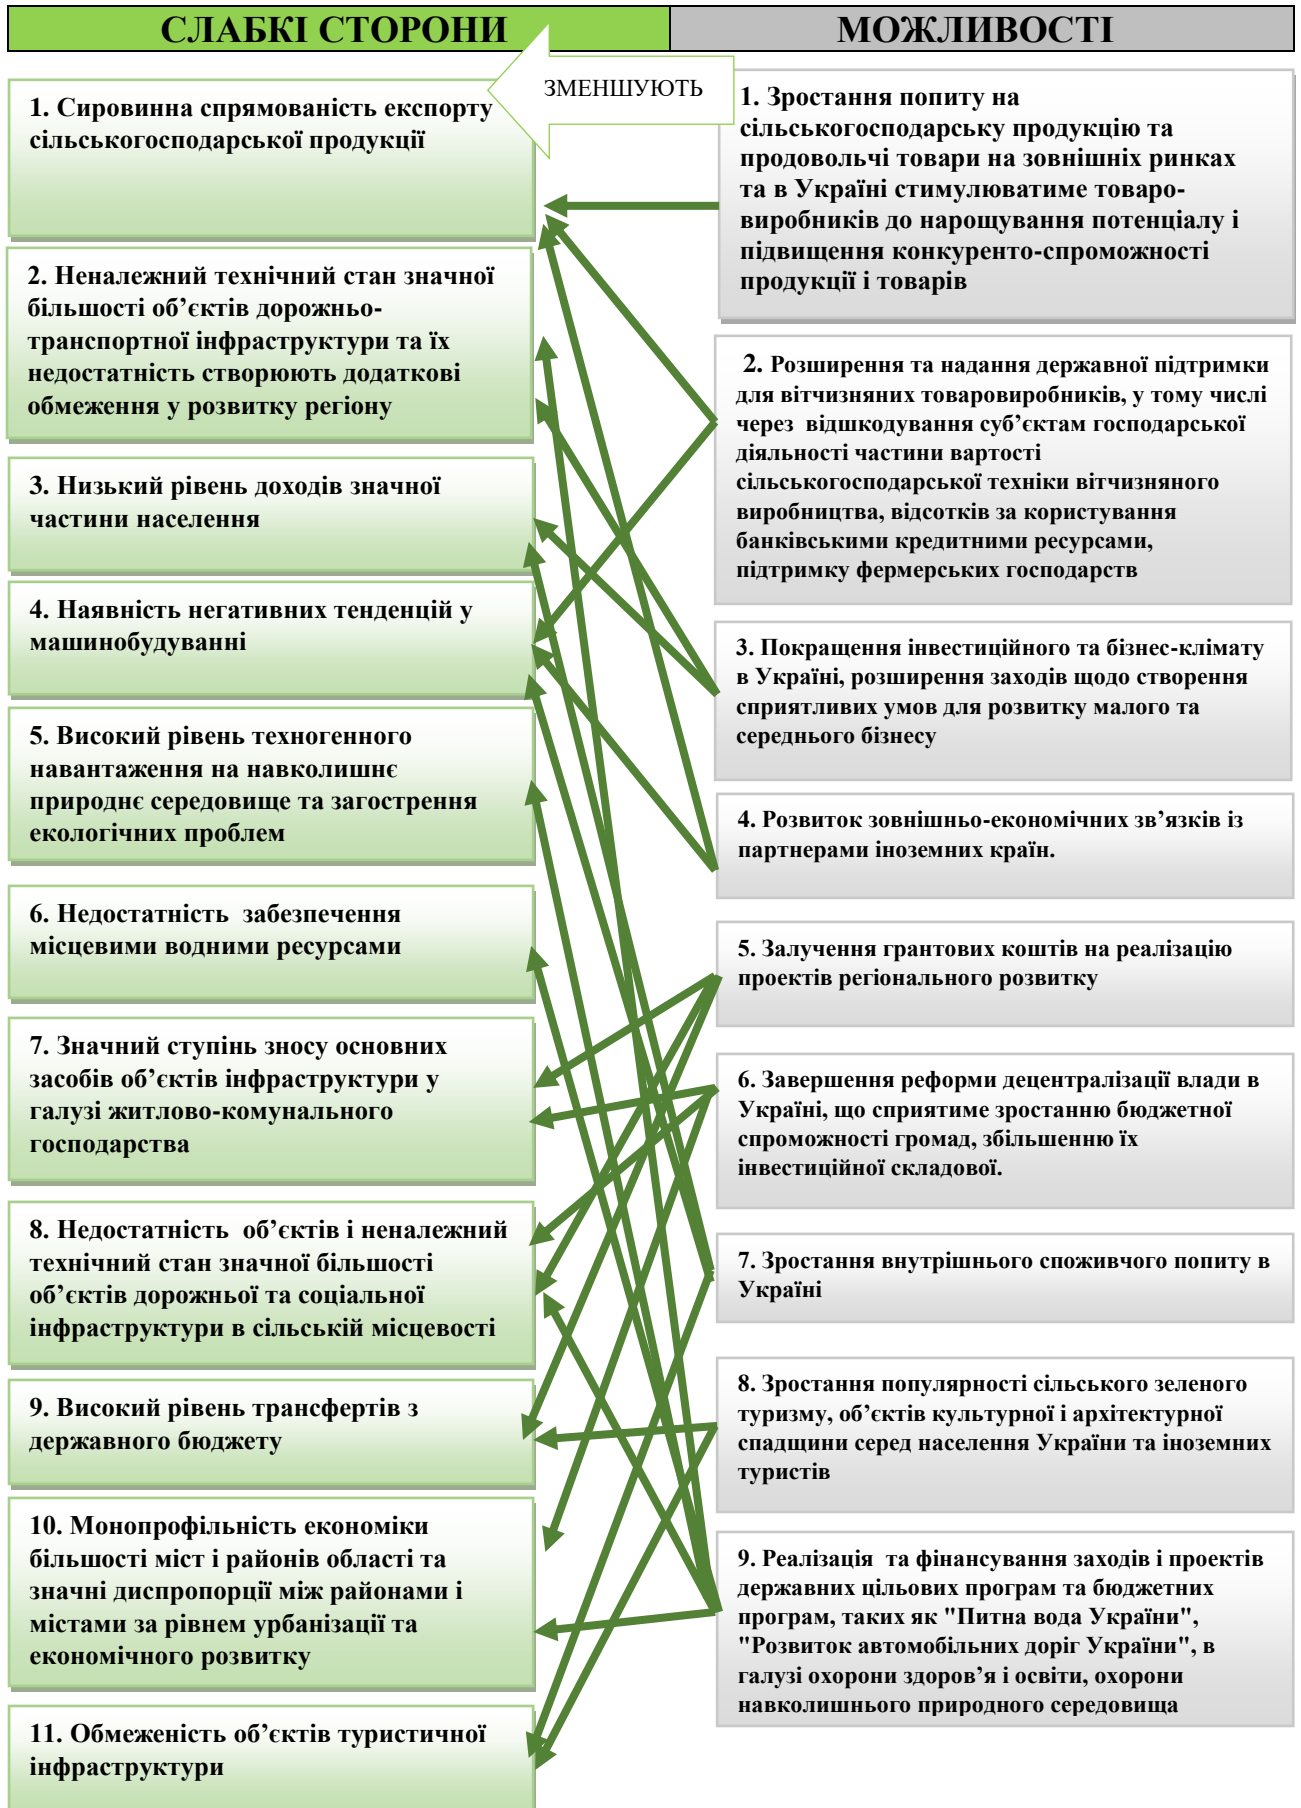 СЛАБКІ СТОРОНИ
МОЖЛИВОСТІ
ЗМЕНШУЮТЬ
1. Сировинна спрямованість експорту
сільськогосподарської продукції
2. Неналежний технічний стан значної
більшості об’єктів дорожньо-
транспортної інфраструктури та їх
недостатність створюють додаткові
обмеження у розвитку регіону
3. Низький рівень доходів значної
частини населення
4. Наявність негативних тенденцій у
машинобудуванні
5. Високий рівень техногенного
навантаження на навколишнє
природнє середовище та загострення
екологічних проблем
6. Недостатність забезпечення
місцевими водними ресурсами
7. Значний ступінь зносу основних
засобів об’єктів інфраструктури у
галузі житлово-комунального
господарства
8. Недостатність об’єктів і неналежний
технічний стан значної більшості
об’єктів дорожньої та соціальної
інфраструктури в сільській місцевості
9. Високий рівень трансфертів з
державного бюджету
10. Монопрофільність економіки
більшості міст і районів області та
значні диспропорції між районами і
містами за рівнем урбанізації та
економічного розвитку
11. Обмеженість об’єктів туристичної
інфраструктури
1. Зростання попиту на
сільськогосподарську продукцію та
продовольчі товари на зовнішніх ринках
та в Україні стимулюватиме товаро-
виробників до нарощування потенціалу і
підвищення конкуренто-спроможності
продукції і товарів
2. Розширення та надання державної підтримки
для вітчизняних товаровиробників, у тому числі
через відшкодування суб’єктам господарської
діяльності частини вартості
сільськогосподарської техніки вітчизняного
виробництва, відсотків за користування
банківськими кредитними ресурсами,
підтримку фермерських господарств
3. Покращення інвестиційного та бізнес-клімату
в Україні, розширення заходів щодо створення
сприятливих умов для розвитку малого та
середнього бізнесу
4. Розвиток зовнішньо-економічних зв’язків із
партнерами іноземних країн.
5. Залучення грантових коштів на реалізацію
проектів регіонального розвитку
6. Завершення реформи децентралізації влади в
Україні, що сприятиме зростанню бюджетної
спроможності громад, збільшенню їх
інвестиційної складової.
7. Зростання внутрішнього споживчого попиту в
Україні
8. Зростання популярності сільського зеленого
туризму, об’єктів культурної і архітектурної
спадщини серед населення України та іноземних
туристів
9. Реалізація та фінансування заходів і проектів
державних цільових програм та бюджетних
програм, таких як "Питна вода України",
"Розвиток автомобільних доріг України", в
галузі охорони здоров’я і освіти, охорони
навколишнього природного середовища